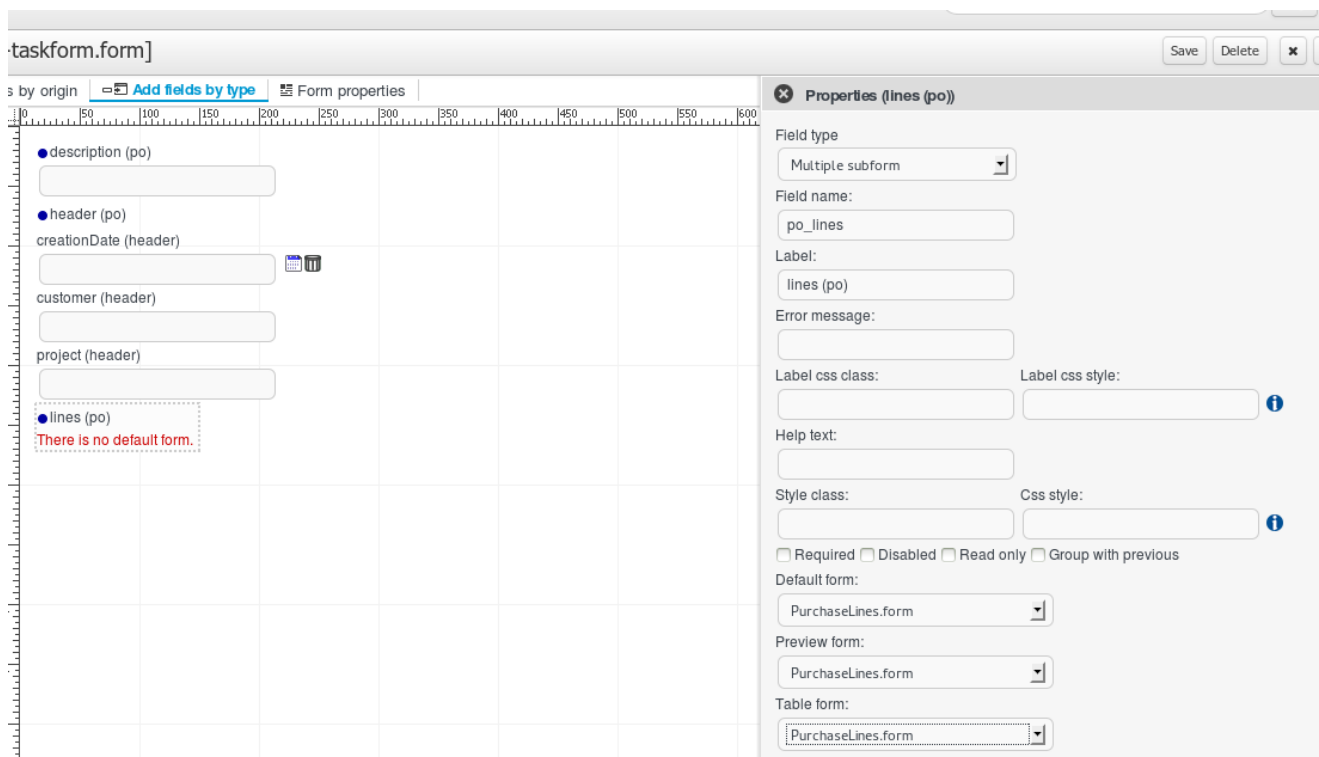 -taskform.form]
Save Delete
s by origin Add fields by type Form properties
Properties (lines (po))
0 50 100 150 200 250 300 350 400 450 500 550 600
Field type
Multiple subform
description (po)
Field name:
po_lines
header (po)
creationDate (header)
Label:
lines (po)
customer (header)
Error message:
project (header)
Label css class: Label css style:
lines (po)
There is no default form.
Help text:
Style class: Css style:
Required Disabled Read only Group with previous
Default form:
PurchaseLines.form
Preview form:
PurchaseLines.form
Table form:
PurchaseLines.form